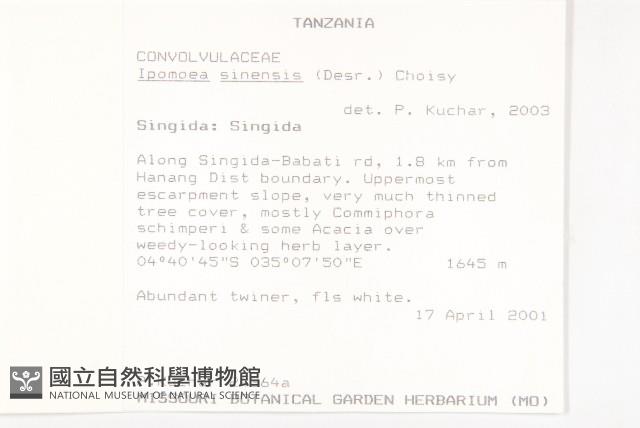 TANZANIA
CONVOLVULACEAE
Ipomoea sinensis (Desr.) Choisy
det. P. Kuchar, 2003
Singida: Singida
Along Singida-Babati rd, 1.8 km from
Hanang Dist boundary. Uppermost
escarpment slope, very much thinned
tree cover, mostly Commiphora
schimperi & some Acacia over
weedy-looking herb layer.
04°40'45"S 035°07'50"E 1645 m
Abundant twiner, fls white.
17 April 2001
國立自然科學博物館
NATIONAL MUSEUM OF NATURAL SCIENCE
MISSOURI BOTANICAL GARDEN HERBARIUM (MO)